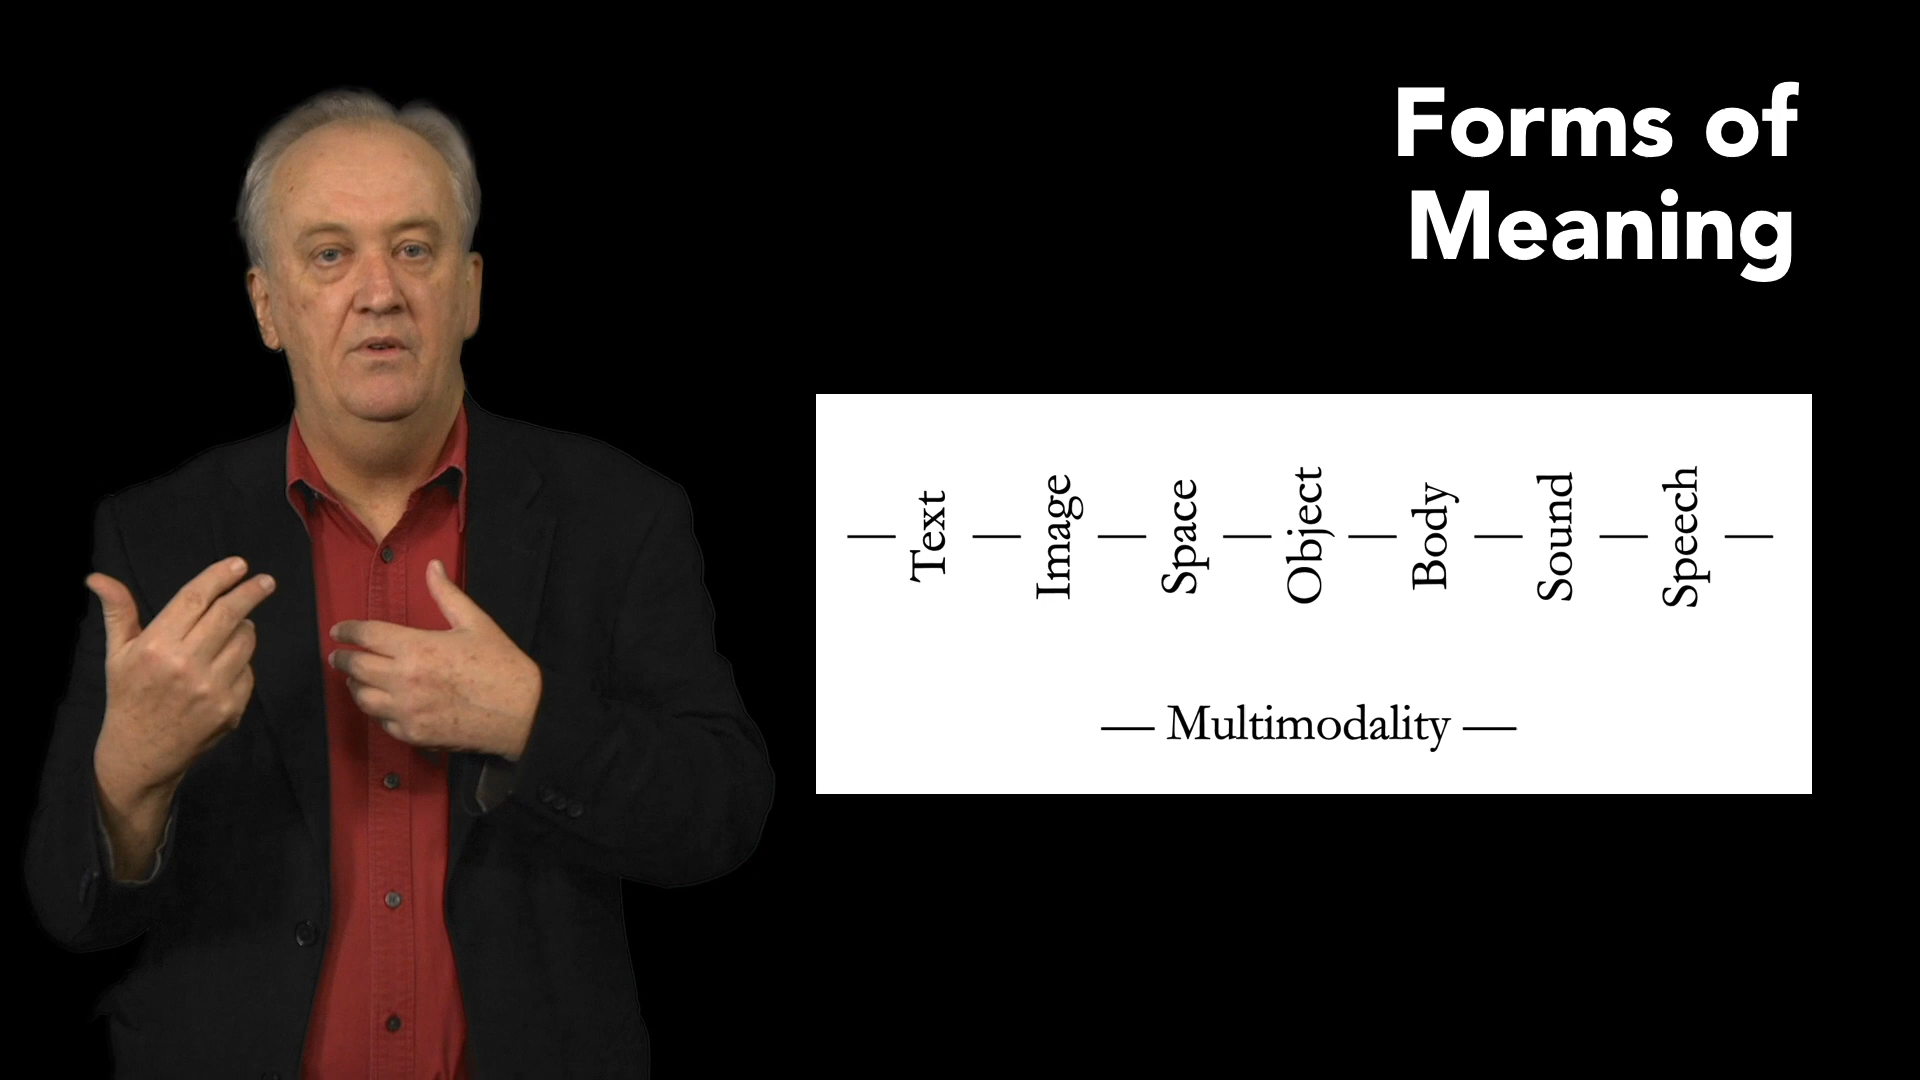 Forms of
Meaning
— Text — Image — Space — Object — Body — Sound — Speech —
— Multimodality —